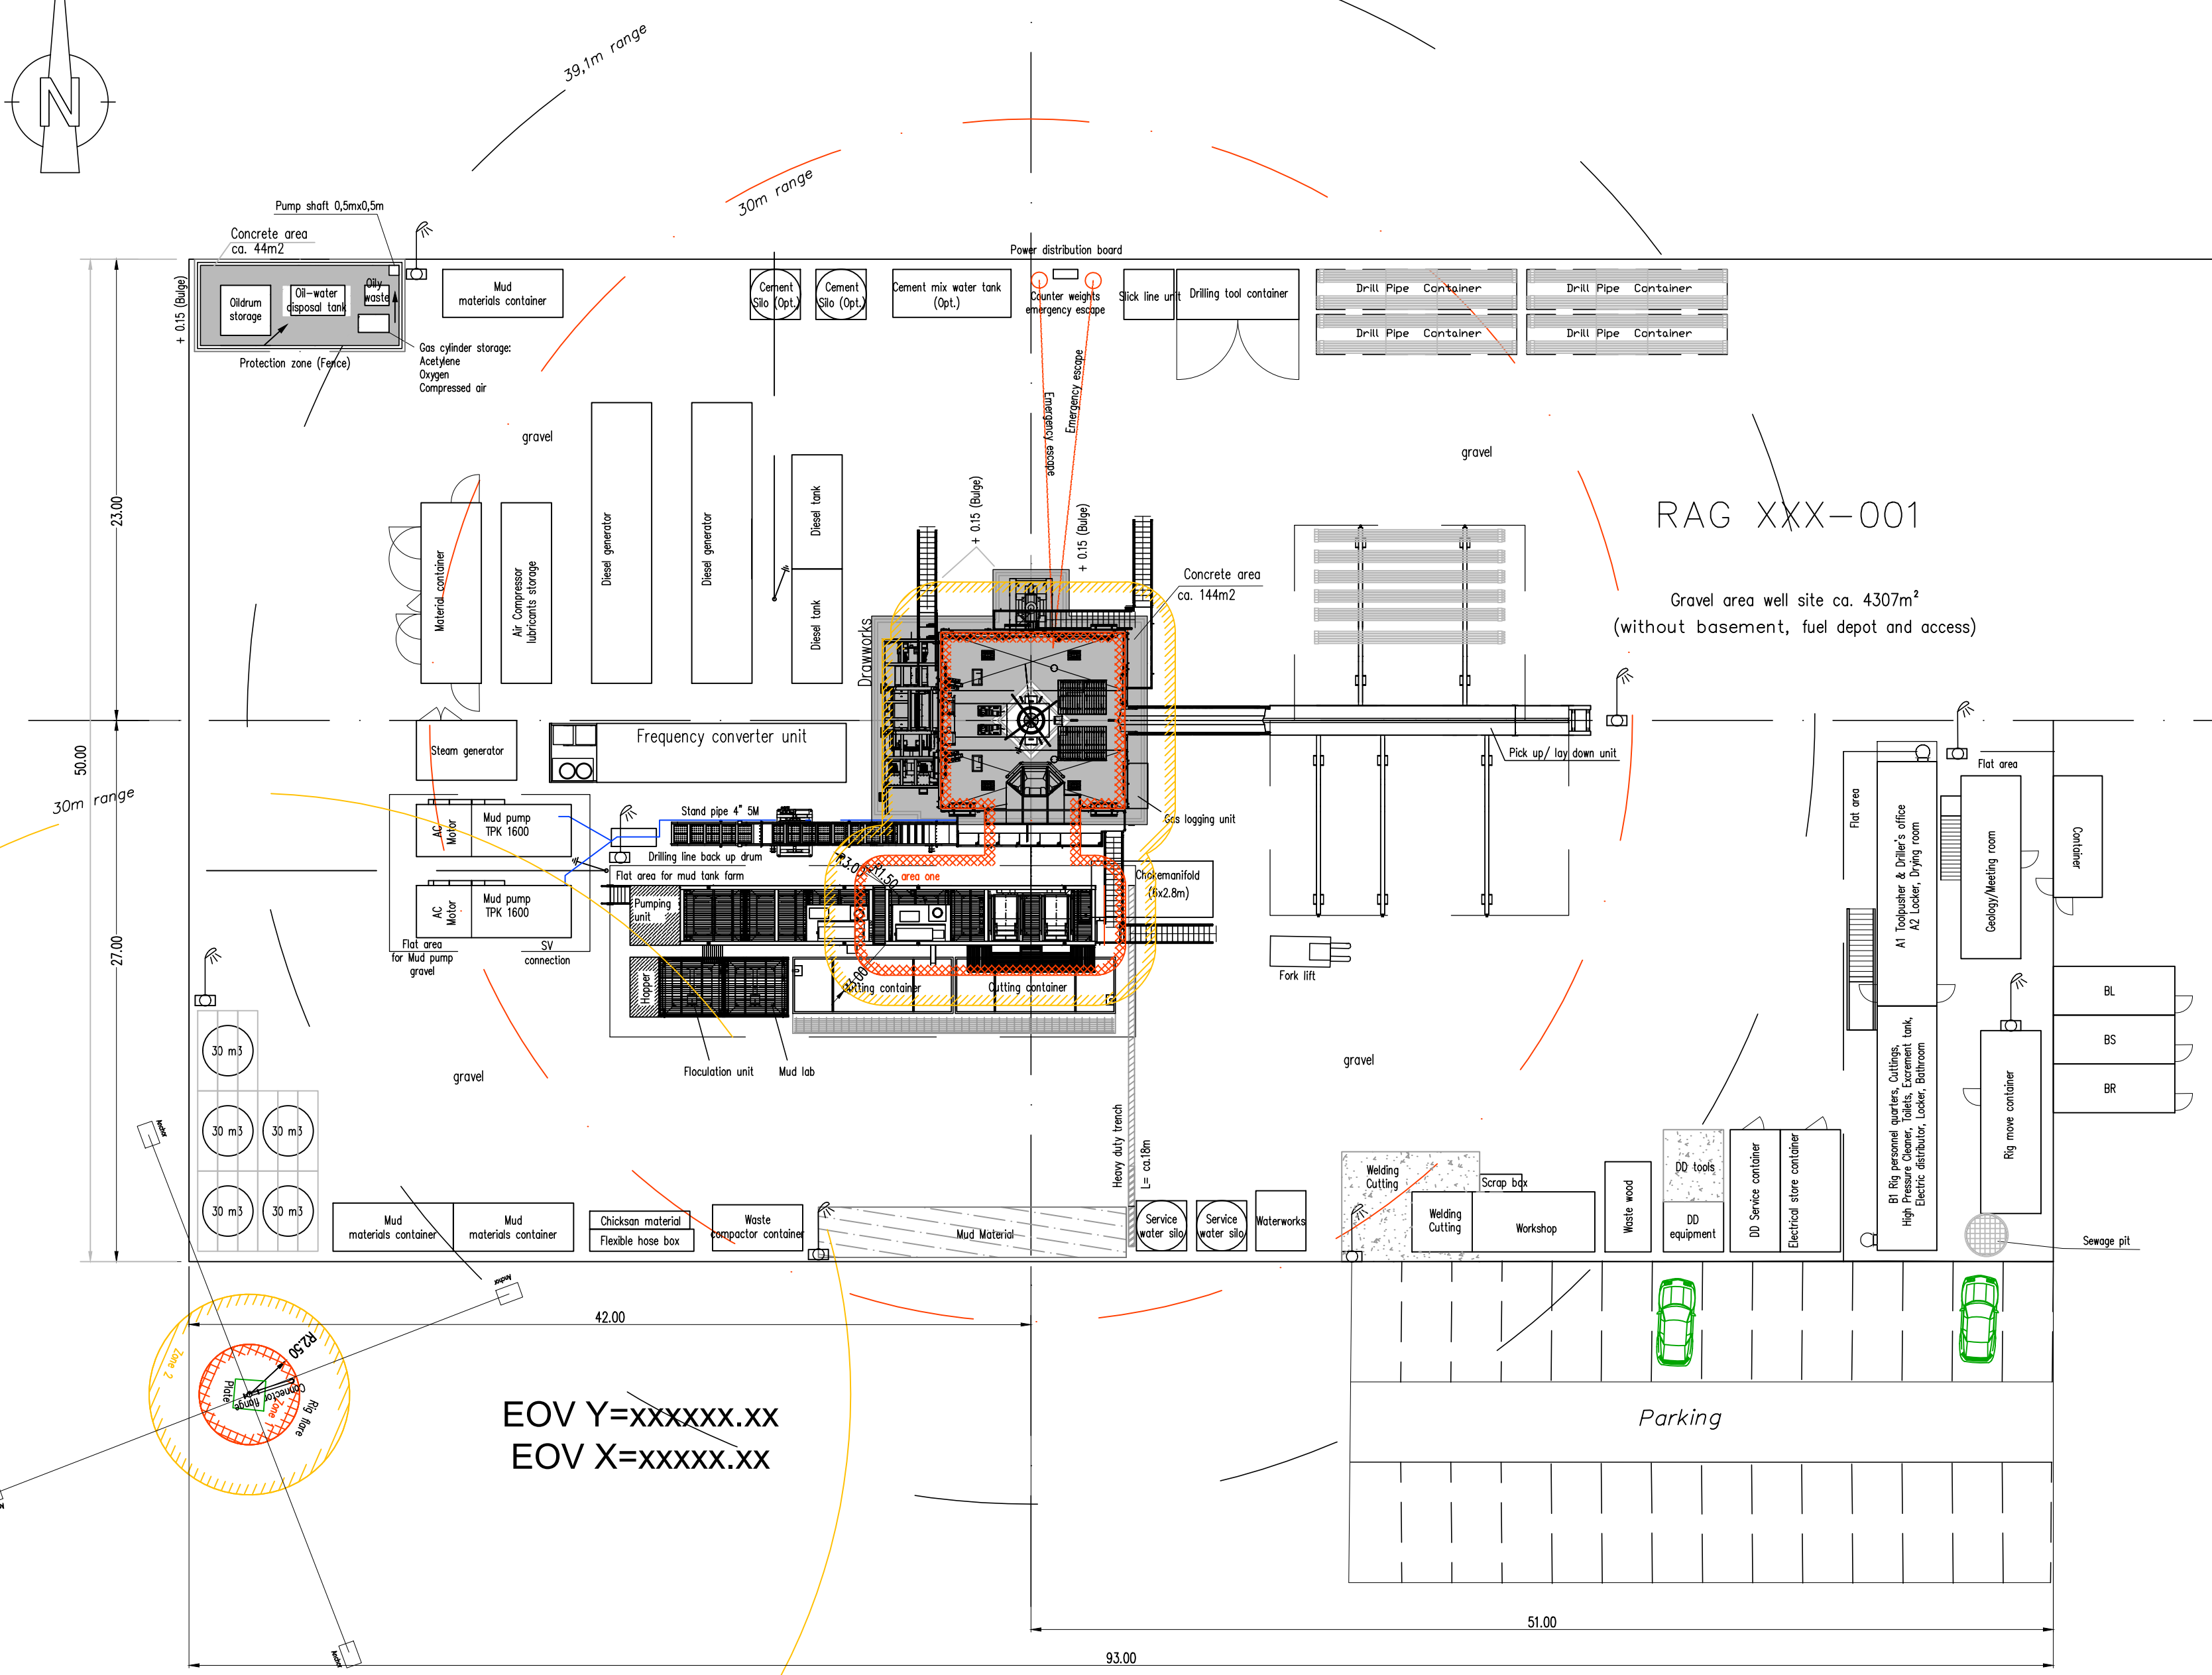 N
39,1m range
30m range
Pump shaft 0,5mx0,5m
Concrete area
ca. 44m2
+ 0.15 (Bulge)
Oildrum
storage
Oil-water
disposal tank
Oily
waste
Protection zone (Fence)
Gas cylinder storage:
Acetylene
Oxygen
Compressed air
Mud
materials container
Cement
Silo (Opt.)
Cement
Silo (Opt.)
Cement mix water tank
(Opt.)
Power distribution board
Counter weights
emergency escape
Slick line unit
Drilling tool container
Drill Pipe Container
Drill Pipe Container
Drill Pipe Container
Drill Pipe Container
Emergency escape
Emergency escape
gravel
gravel
23.00
50.00
27.00
30m range
Material container
Air Compressor
lubricants storage
Diesel generator
Diesel generator
Diesel tank
Diesel tank
+ 0.15 (Bulge)
+ 0.15 (Bulge)
Concrete area
ca. 144m2
Drawworks
RAG XXX-001
Gravel area well site ca. 4307m²
(without basement, fuel depot and access)
Steam generator
Frequency converter unit
Pick up/ lay down unit
Gas logging unit
AC
Motor
Mud pump
TPK 1600
AC
Motor
Mud pump
TPK 1600
Stand pipe 4" 5M
Drilling line back up drum
Flat area for mud tank farm
R3.00
R1.50
area one
Chokemanifold
(6x2.8m)
Pumping
unit
Flat area
for Mud pump
gravel
SV
connection
Hopper
R3.00
Cutting container
Cutting container
Floculation unit
Mud lab
Fork lift
gravel
gravel
Flat area
Flat area
A1 Toolpusher & Driller's office
A2 Locker, Drying room
Geology/Meeting room
Container
BL
BS
BR
B1 Rig personnel quarters, Cuttings,
High Pressure Cleaner, Toilets, Excrement tank,
Electric distributor, Locker, Bathroom
Rig move container
Sewage pit
30 m3
30 m3
30 m3
30 m3
30 m3
Mud
materials container
Mud
materials container
Chicksan material
Flexible hose box
Waste
compactor container
Mud Material
Heavy duty trench
L= ca.18m
Service
water silo
Service
water silo
Waterworks
Welding
Cutting
Scrap box
Welding
Cutting
Workshop
Waste wood
DD tools
DD
equipment
DD Service container
Electrical store container
Anchor
Anchor
Anchor
42.00
R2.50
Zone 2
Zone 1
Plate
Conector
flange
Rig flare
EOV Y=xxxxxx.xx
EOV X=xxxxx.xx
Parking
51.00
93.00